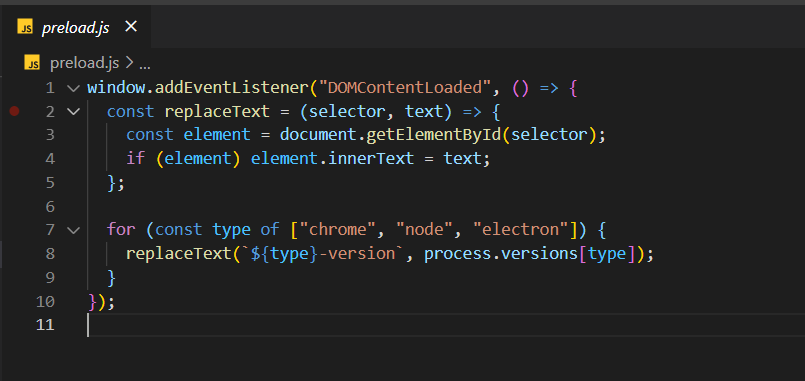 JS preload.js ×
JS preload.js > ...
1 window.addEventListener("DOMContentLoaded", () => {
2   const replaceText = (selector, text) => {
3     const element = document.getElementById(selector);
4     if (element) element.innerText = text;
5   };
6
7   for (const type of ["chrome", "node", "electron"]) {
8     replaceText(`${type}-version`, process.versions[type]);
9   }
10 });
11